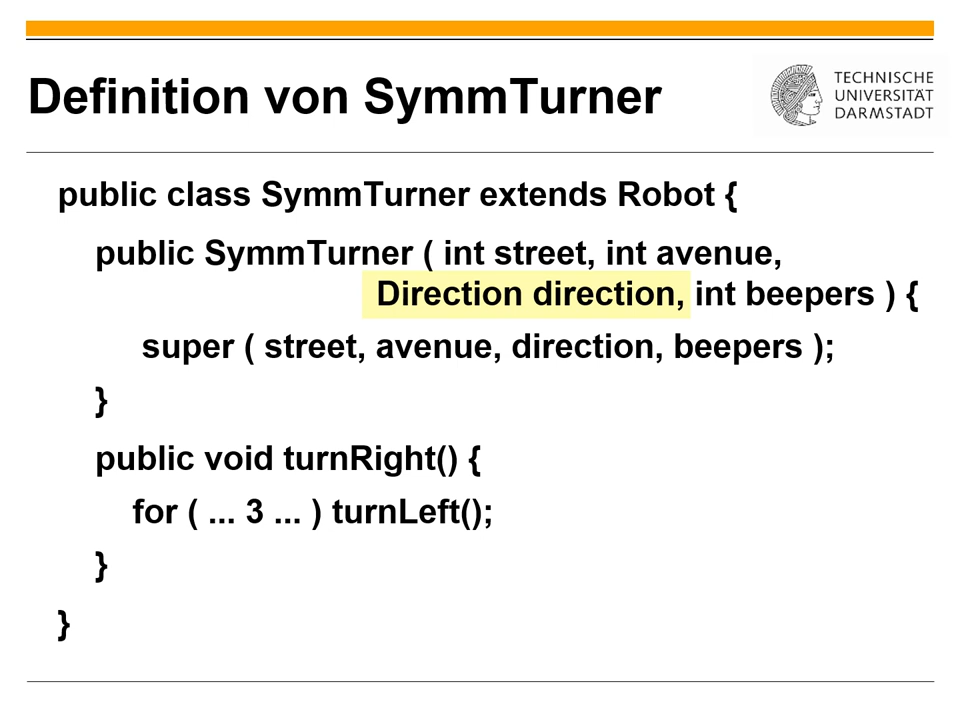 Definition von SymmTurner
TECHNISCHE
UNIVERSITÄT
DARMSTADT
public class SymmTurner extends Robot {
public SymmTurner ( int street, int avenue,
Direction direction, int beepers ) {
super ( street, avenue, direction, beepers );
}
public void turnRight() {
for ( ... 3 ... ) turnLeft();
}
}